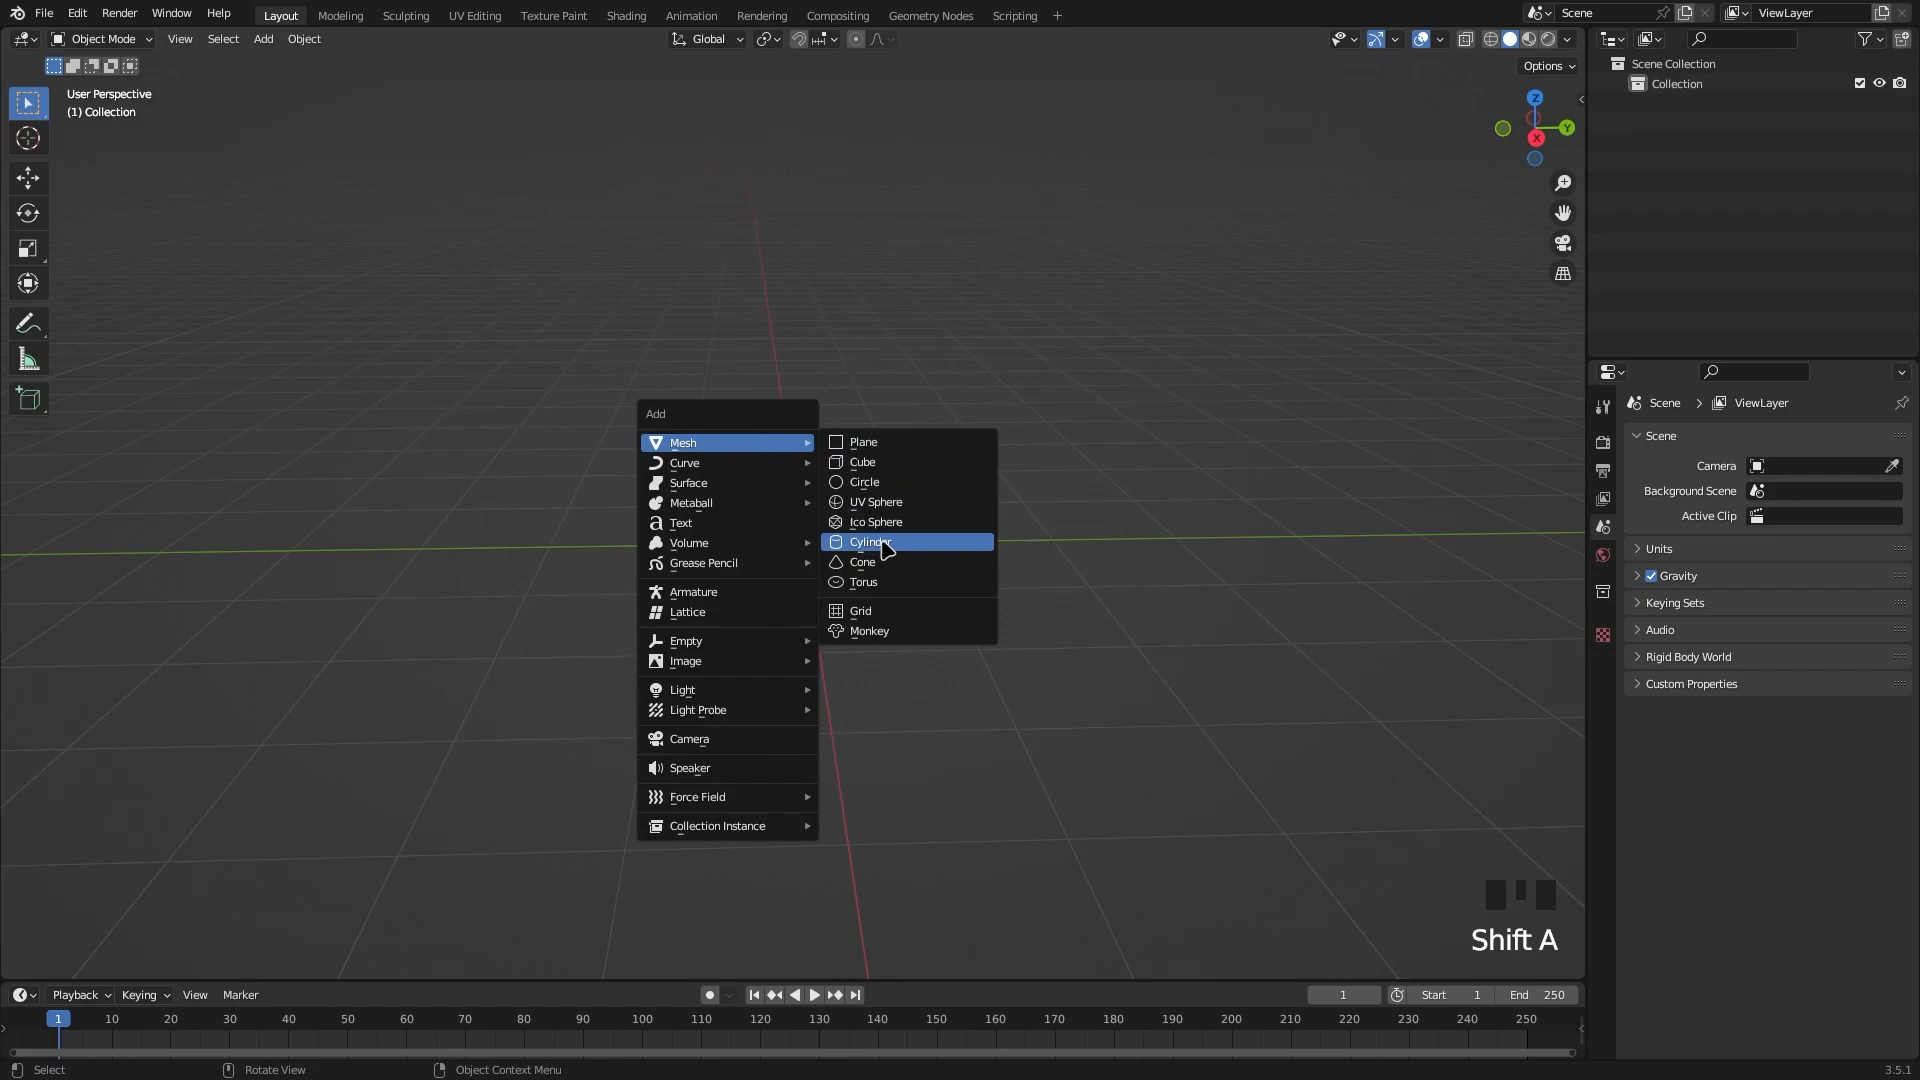 File Edit Render Window Help Layout Modeling Sculpting UV Editing Texture Paint Shading Animation Rendering Compositing Geometry Nodes Scripting + Scene ViewLayer
Object Mode View Select Add Object Global
Options
User Perspective
(1) Collection
Z
Y
X
Scene Collection
Collection
Add
Mesh
Curve
Surface
Metaball
Text
Volume
Grease Pencil
Armature
Lattice
Empty
Image
Light
Light Probe
Camera
Speaker
Force Field
Collection Instance
Plane
Cube
Circle
UV Sphere
Ico Sphere
Cylinder
Cone
Torus
Grid
Monkey
Scene > ViewLayer
Scene
Camera
Background Scene
Active Clip
Units
Gravity
Keying Sets
Audio
Rigid Body World
Custom Properties
Shift A
Playback Keying View Marker 1 Start 1 End 250
1 10 20 30 40 50 60 70 80 90 100 110 120 130 140 150 160 170 180 190 200 210 220 230 240 250
Select Rotate View Object Context Menu 3.5.1